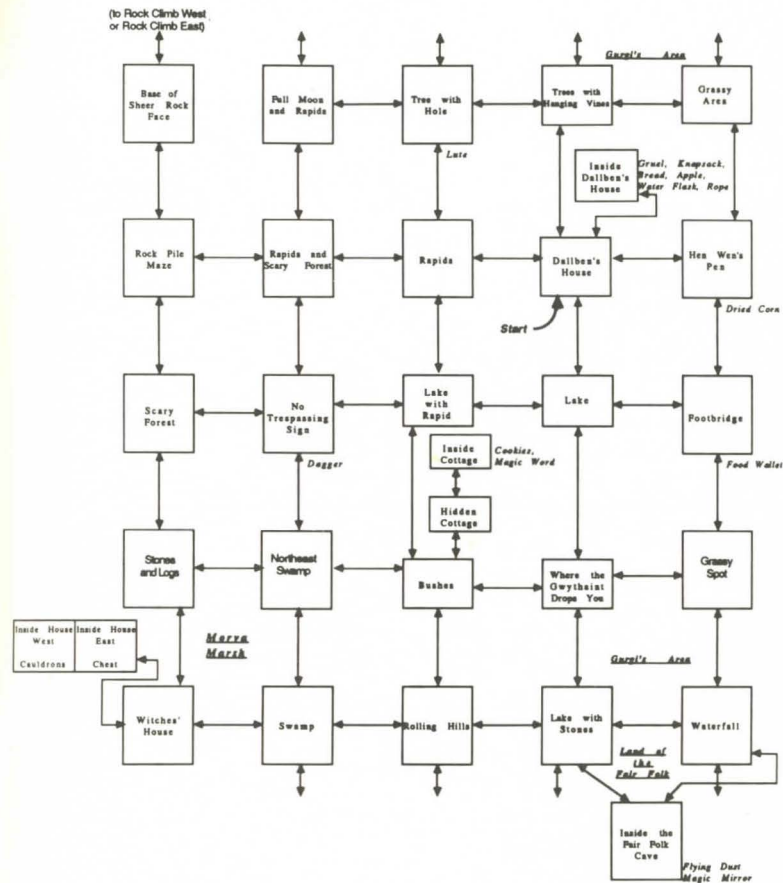 (to Rock Climb West
or Rock Climb East)
Gurgi's Area
Base of
Sheer Rock
Face
Full Moon
and Rapids
Tree with
Hole
Trees with
Hanging Vines
Grassy
Area
Lute
Inside
Dallben's
House
Gruel, Knapsack,
Bread, Apple,
Water Flask, Rope
Rock Pile
Maze
Rapids and
Scary Forest
Rapids
Dallben's
House
Hen Wen's
Pen
Start
Dried Corn
Scary
Forest
No
Trespassing
Sign
Lake
with
Rapid
Lake
Footbridge
Dagger
Inside
Cottage
Cookies,
Magic Word
Food Wallet
Hidden
Cottage
Stones
and Logs
Northeast
Swamp
Bushes
Where the
Gwythaint
Drops You
Grassy
Spot
Inside House
West
Cauldrons
Inside House
East
Chest
Morva
Marsh
Gurgi's Area
Witches'
House
Swamp
Rolling Hills
Lake with
Stones
Waterfall
Land of
the
Fair Folk
Inside the
Fair Folk
Cave
Flying Dust
Magic Mirror